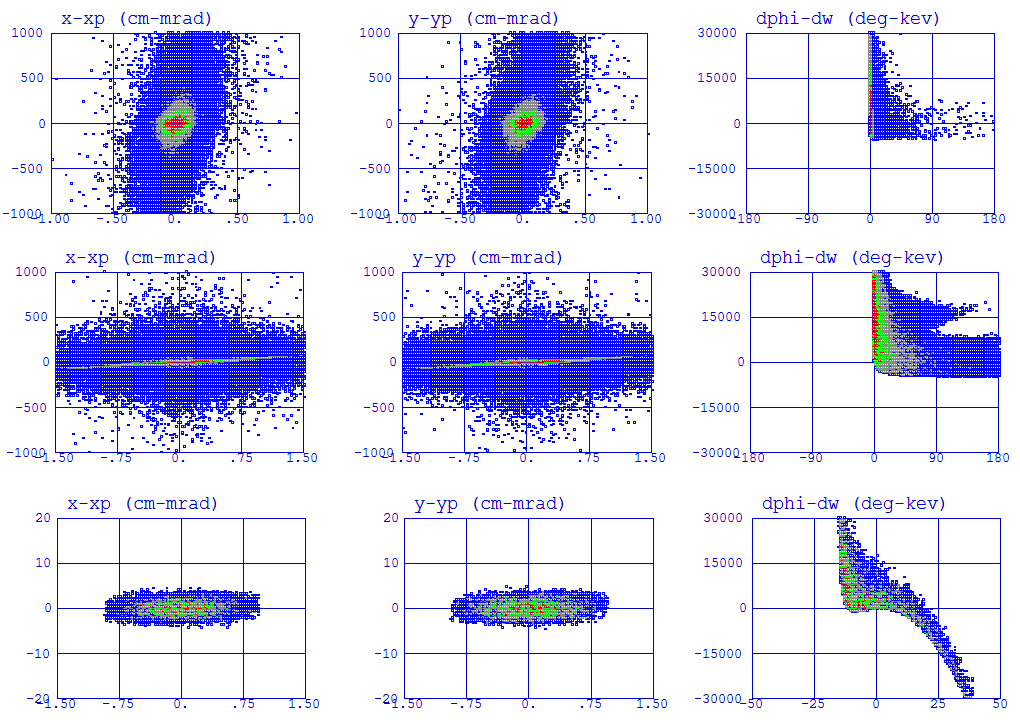 x-xp (cm-mrad) y-yp (cm-mrad) dphi-dw (deg-kev)
1000 1000 30000
500 500 15000
0 0 0
-500 -500 -15000
-1000 -1.00 -.50 0. .50 1.00 -1000 -1.00 -.50 0. .50 1.00 -30000 -180 -90 0 90 180
x-xp (cm-mrad) y-yp (cm-mrad) dphi-dw (deg-kev)
1000 1000 30000
500 500 15000
0 0 0
-500 -500 -15000
-1000 -1.50 -.75 0. .75 1.50 -1000 -1.50 -.75 0. .75 1.50 -30000 -180 -90 0 90 180
x-xp (cm-mrad) y-yp (cm-mrad) dphi-dw (deg-kev)
20 20 30000
10 10 15000
0 0 0
-10 -10 -15000
-20 -1.50 -.75 0. .75 1.50 -20 -1.50 -.75 0. .75 1.50 -30000 -50 -25 0 25 50